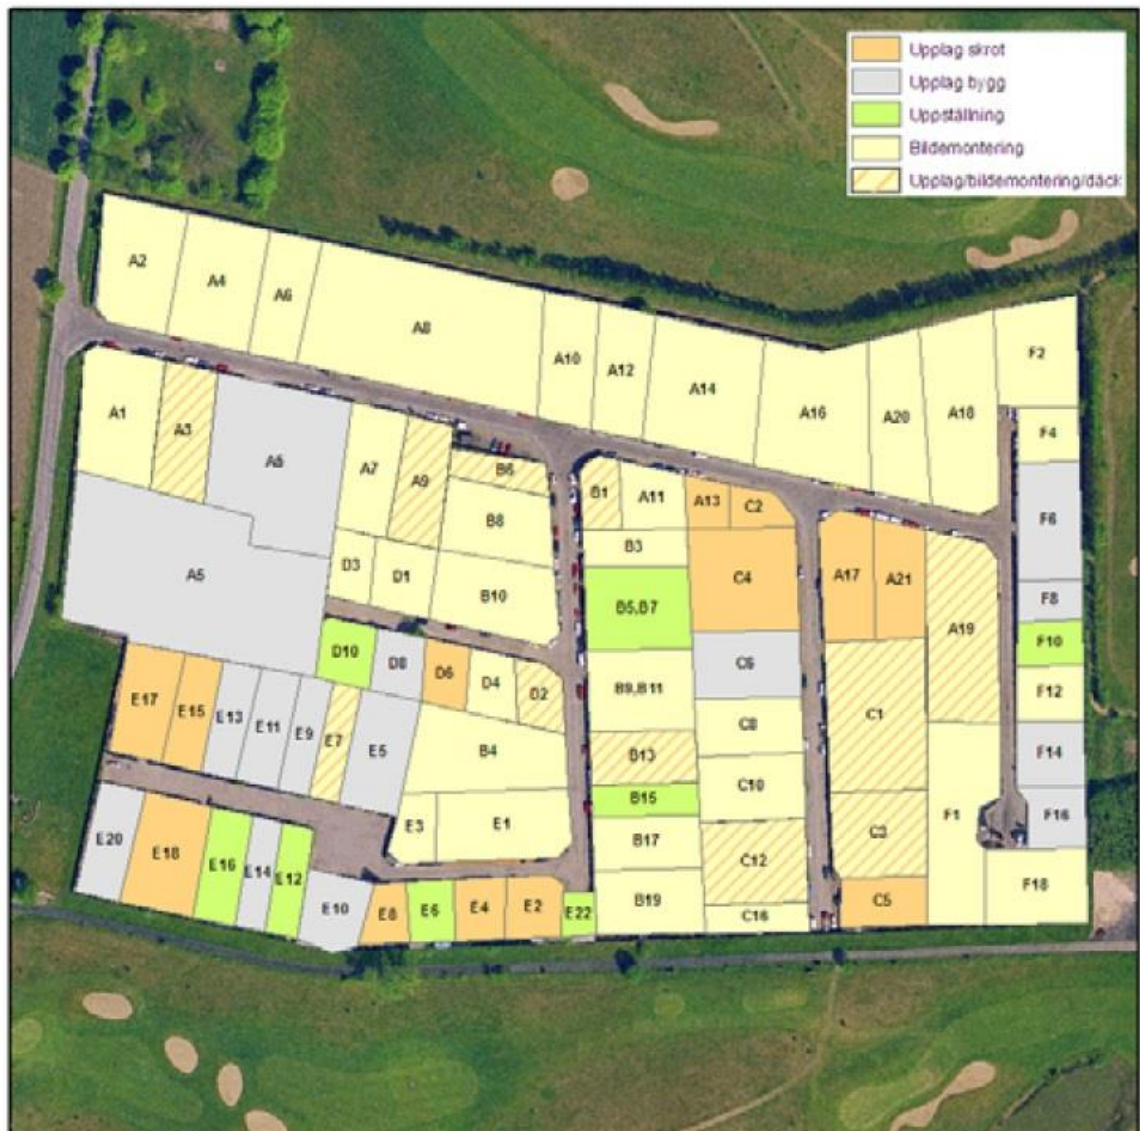 Upplag skrot
Upplag bygg
Uppställning
Bildemontering
Upplag/bildemontering/däck
A2
A4
A6
A8
A10
A12
A14
A16
A20
A18
F2
F4
A1
A3
A5
A7
A9
B6
B8
B1
A11
A13
C2
F6
B3
A17
A21
A5
D3
D1
B10
B5,B7
C4
F8
A19
F10
D10
D8
D6
D4
D2
C6
B9,B11
F12
E17
E15
E13
E11
E9
E7
E5
B4
C8
C1
B13
F14
C10
B15
E20
E18
E16
E14
E12
E3
E1
B17
C3
F1
F16
C12
E10
E8
E6
E4
E2
E22
B19
C16
C5
F18